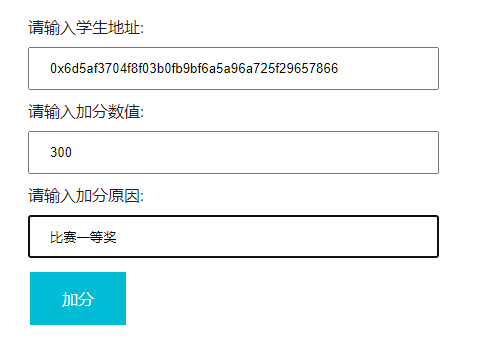 请输入学生地址:
0x6d5af3704f8f03b0fb9bf6a5a96a725f29657866
请输入加分数值:
300
请输入加分原因:
比赛一等奖
加分